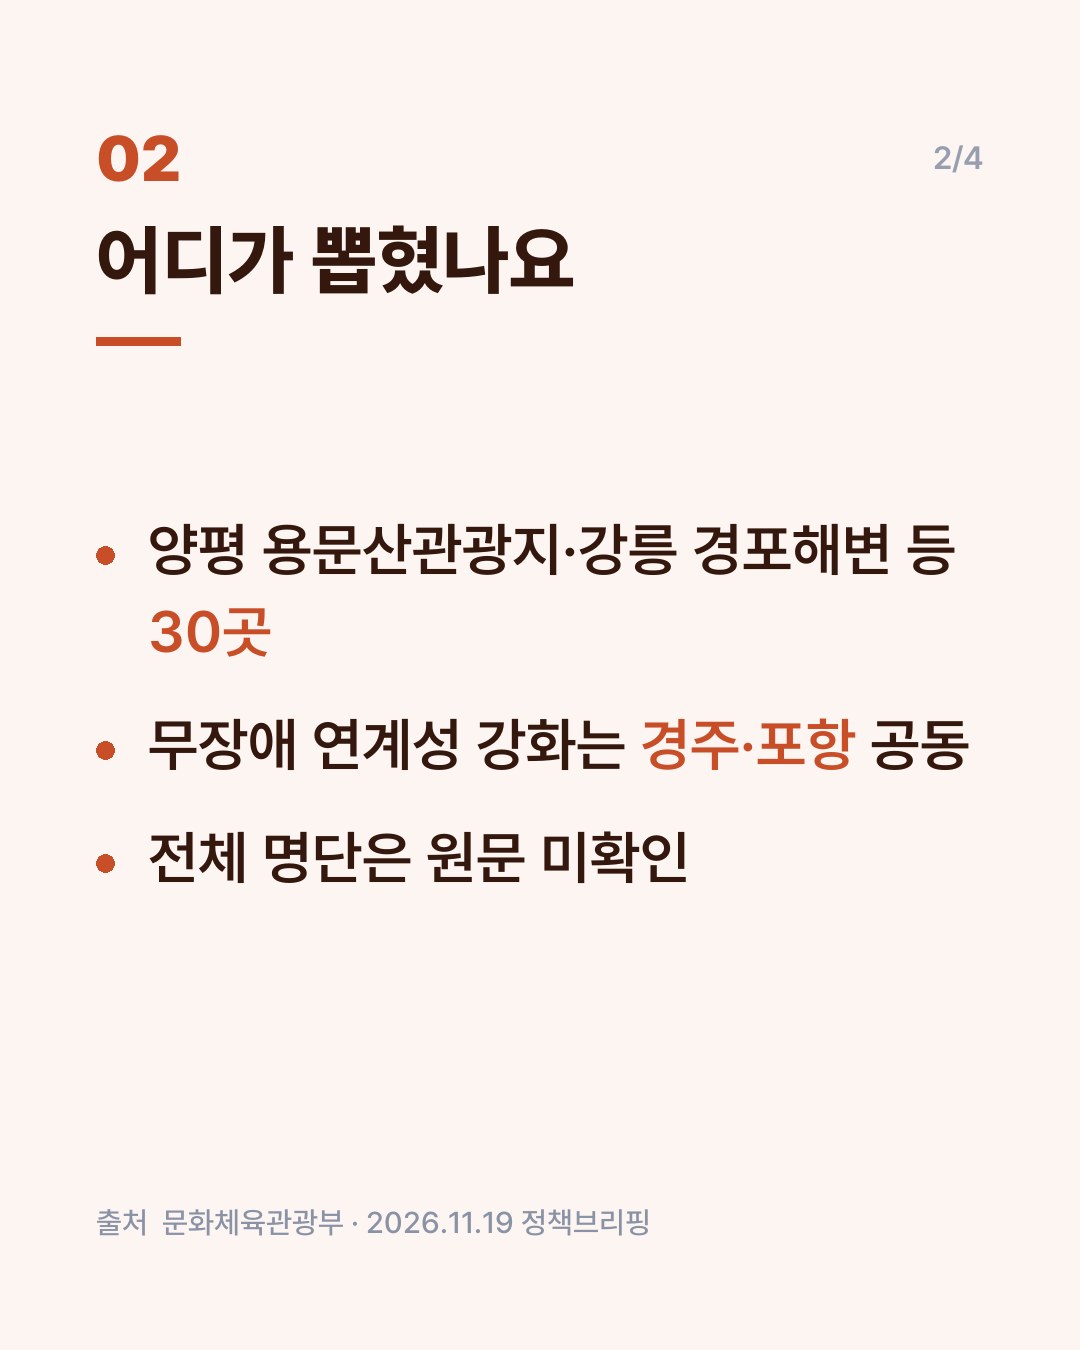 02
2/4
어디가 뽑혔나요
양평 용문산관광지·강릉 경포해변 등
30곳
무장애 연계성 강화는 경주·포항 공동
전체 명단은 원문 미확인
출처 문화체육관광부 · 2026.11.19 정책브리핑